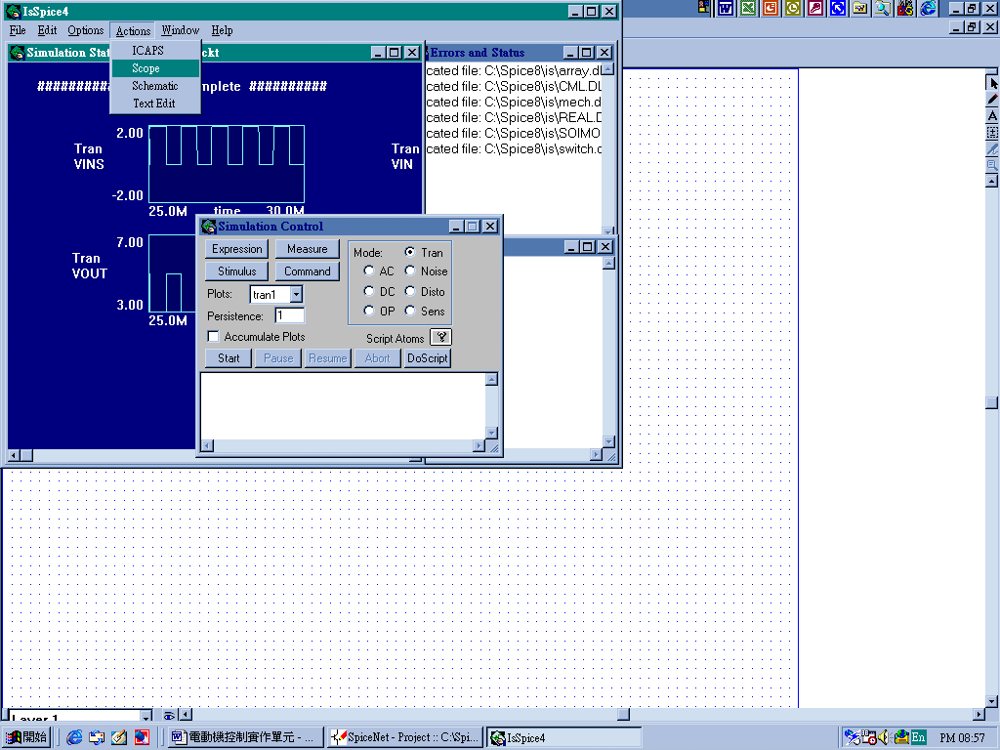 IsSpice4
File Edit Options Actions Window Help
Simulation Stat ckt
Errors and Status
ICAPS
Scope
Schematic
Text Edit
########## mplete ##########
cated file: C:\Spice8\is\array.d
cated file: C:\Spice8\is\CML.DL
cated file: C:\Spice8\is\mech.d
cated file: C:\Spice8\is\REAL.D
cated file: C:\Spice8\is\SOIMO
cated file: C:\Spice8\is\switch.c
2.00
Tran
VINS
Tran
VIN
-2.00
25.0M time 30.0M
7.00
Tran
VOUT
3.00
25.0M
Simulation Control
Expression Measure
Stimulus Command
Plots: tran1
Persistence: 1
Accumulate Plots
Mode: Tran
AC Noise
DC Disto
OP Sens
Script Atoms
Start Pause Resume Abort DoScript
Layer 1
開始
電動機控制實作單元 - ...
SpiceNet - Project :: C:\Spi...
IsSpice4
En
PM 08:57